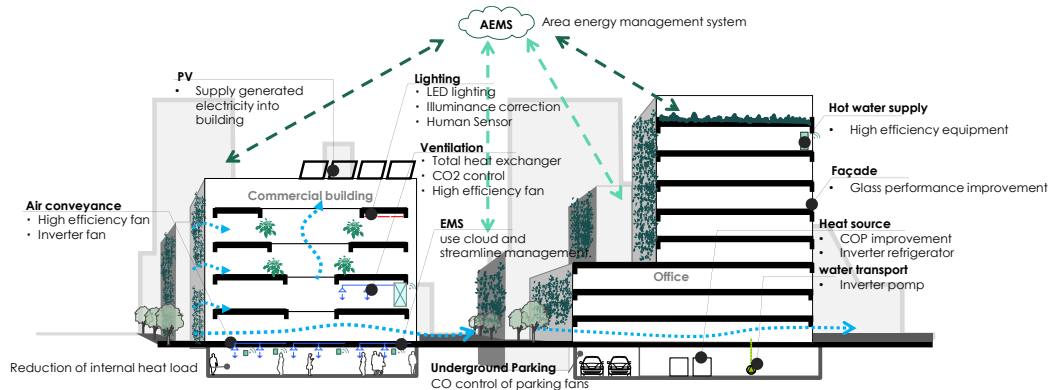 AEMS
Area energy management system
PV
• Supply generated
electricity into
building
Lighting
• LED lighting
• Illuminance correction
• Human Sensor
Ventilation
• Total heat exchanger
• CO2 control
• High efficiency fan
Commercial building
Air conveyance
• High efficiency fan
• Inverter fan
EMS
use cloud and
streamline management
Hot water supply
• High efficiency equipment
Façade
• Glass performance improvement
Heat source
• COP improvement
• Inverter refrigerator
water transport
• Inverter pomp
Office
Reduction of internal heat load
Underground Parking
CO control of parking fans